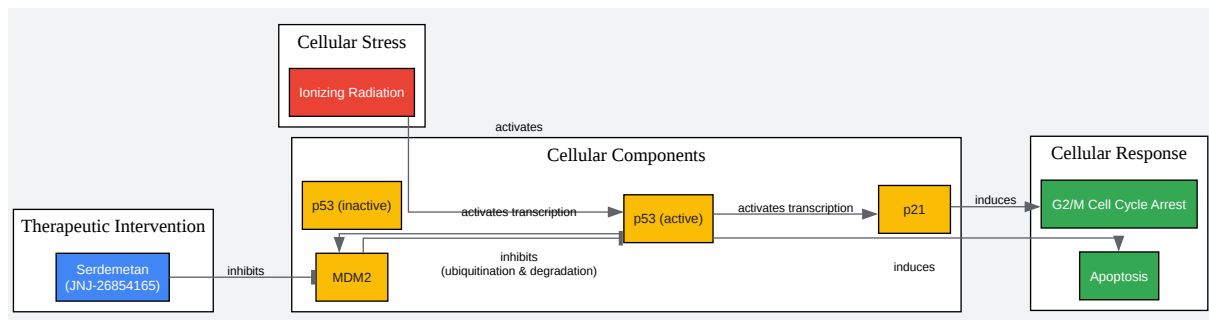 Cellular Stress
Ionizing Radiation
activates
Cellular Components
Cellular Response
p53 (inactive)
activates transcription
p53 (active)
activates transcription
p21
induces
G2/M Cell Cycle Arrest
Therapeutic Intervention
Serdemetan
(JNJ-26854165)
inhibits
MDM2
inhibits
(ubiquitination & degradation)
induces
Apoptosis